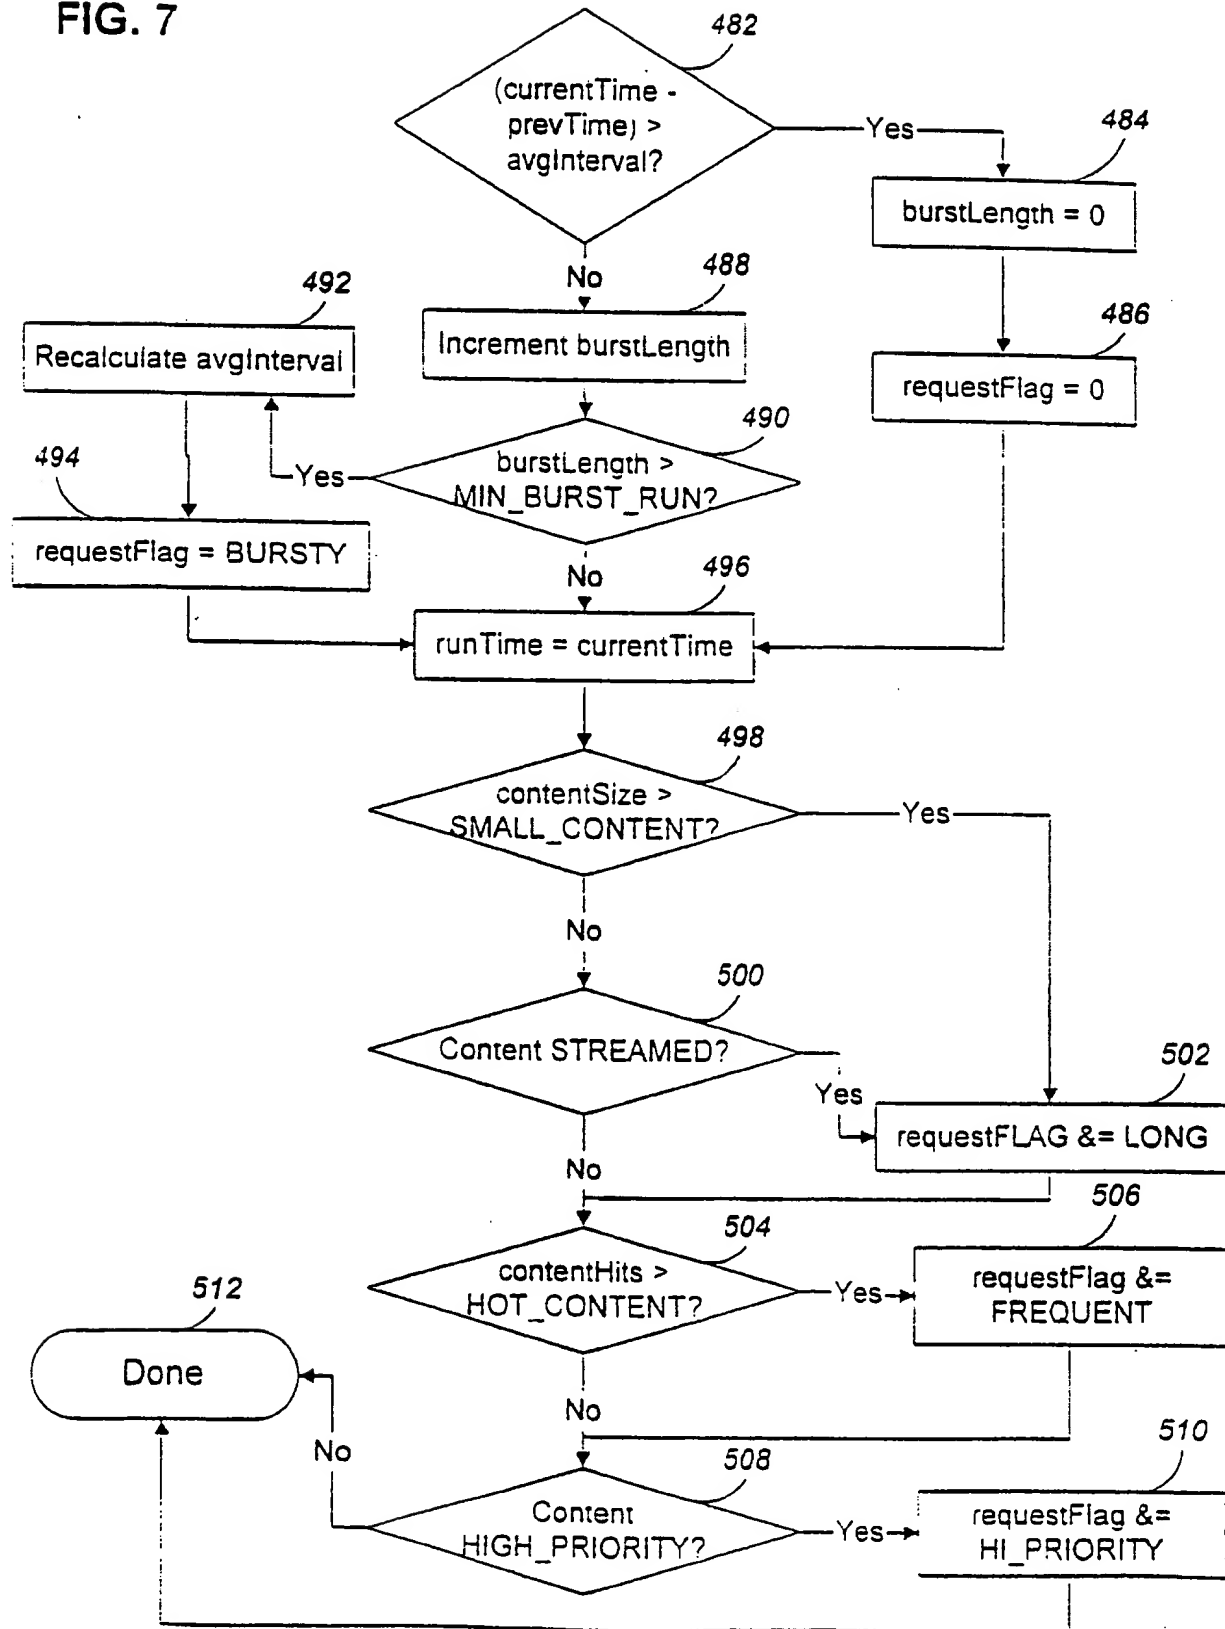 FIG. 7
482
(currentTime -
prevTime) >
avgInterval?
Yes
484
burstLength = 0
No
488
492
Increment burstLength
Recalculate avgInterval
486
requestFlag = 0
490
burstLength >
MIN_BURST_RUN?
Yes
494
requestFlag = BURSTY
No
496
runTime = currentTime
498
contentSize >
SMALL_CONTENT?
Yes
No
500
Content STREAMED?
Yes
502
requestFLAG &= LONG
No
504
contentHits >
HOT_CONTENT?
Yes
506
requestFlag &=
FREQUENT
512
Done
No
No
508
Content
HIGH_PRIORITY?
Yes
510
requestFlag &=
HI_PRIORITY